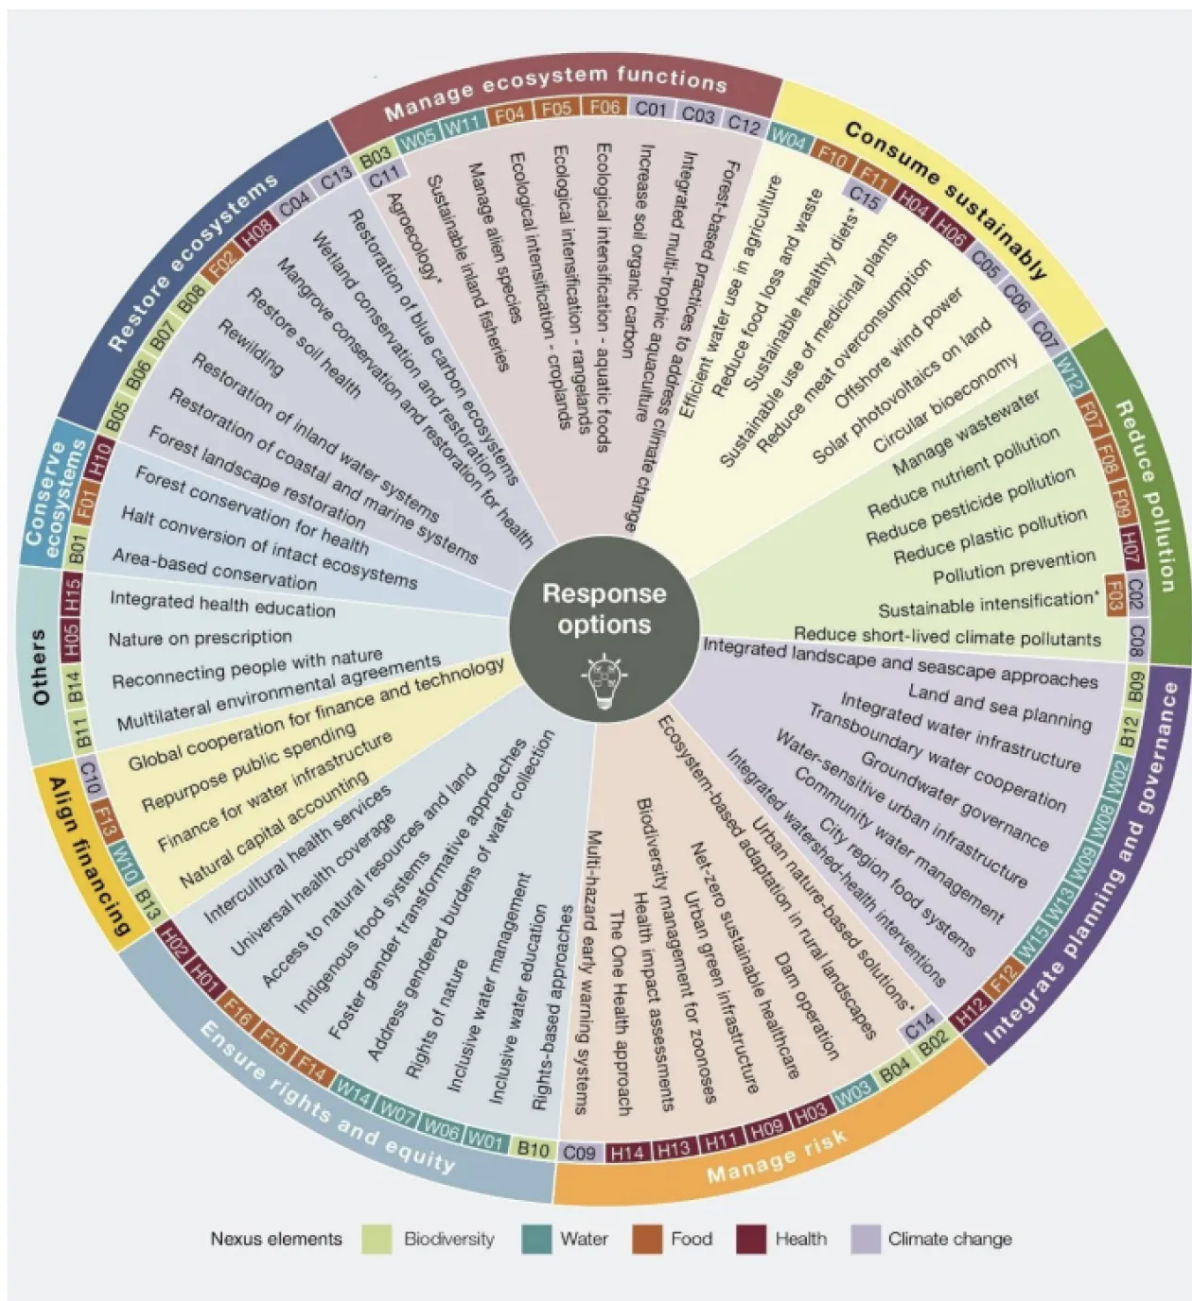 Manage ecosystem functions
B03
C11
W05
W11
F04
F05
F06
C01
C03
C12
Agroecology*
Sustainable inland fisheries
Manage alien species
Ecological intensification - croplands
Ecological intensification - rangelands
Ecological intensification - aquatic foods
Increase soil organic carbon
Integrated multi-trophic aquaculture
Forest-based practices to address climate change
Consume sustainably
W04
F10
F11
C15
H04
H06
C05
C06
C07
Efficient water use in agriculture
Reduce food loss and waste
Sustainable healthy diets*
Sustainable use of medicinal plants
Reduce meat overconsumption
Offshore wind power
Solar photovoltaics on land
Circular bioeconomy
Reduce pollution
W12
F07
F08
F09
H07
C02
F03
C08
Manage wastewater
Reduce nutrient pollution
Reduce pesticide pollution
Reduce plastic pollution
Pollution prevention
Sustainable intensification*
Reduce short-lived climate pollutants
Integrate planning and governance
B09
B12
W02
W08
W09
W13
W15
F12
H12
Integrated landscape and seascape approaches
Land and sea planning
Integrated water infrastructure
Transboundary water cooperation
Groundwater governance
Water-sensitive urban infrastructure
Community water management
City region food systems
Integrated watershed-health interventions
Manage risk
C14
B02
B04
W03
H03
H09
H11
H13
H14
C09
Urban nature-based solutions*
Ecosystem-based adaptation in rural landscapes
Dam operation
Net-zero sustainable healthcare
Urban green infrastructure
Biodiversity management for zoonoses
Health impact assessments
The One Health approach
Multi-hazard early warning systems
Ensure rights and equity
B10
W01
W06
W07
W14
F14
F15
F16
H01
H02
Rights-based approaches
Inclusive water education
Inclusive water management
Rights of nature
Address gendered burdens of water collection
Foster gender transformative approaches
Indigenous food systems
Access to natural resources and land
Universal health coverage
Intercultural health services
Align financing
B13
W10
F13
C10
Natural capital accounting
Finance for water infrastructure
Repurpose public spending
Global cooperation for finance and technology
Others
B11
B14
H05
H15
Multilateral environmental agreements
Reconnecting people with nature
Nature on prescription
Integrated health education
Conserve
ecosystems
B01
F01
H10
Area-based conservation
Halt conversion of intact ecosystems
Forest conservation for health
Restore ecosystems
B05
B06
B07
B08
F02
H08
C04
C13
Forest landscape restoration
Restoration of coastal and marine systems
Restoration of inland water systems
Rewilding
Restore soil health
Mangrove conservation and restoration for health
Wetland conservation and restoration
Restoration of blue carbon ecosystems
Response
options
Nexus elements
Biodiversity
Water
Food
Health
Climate change